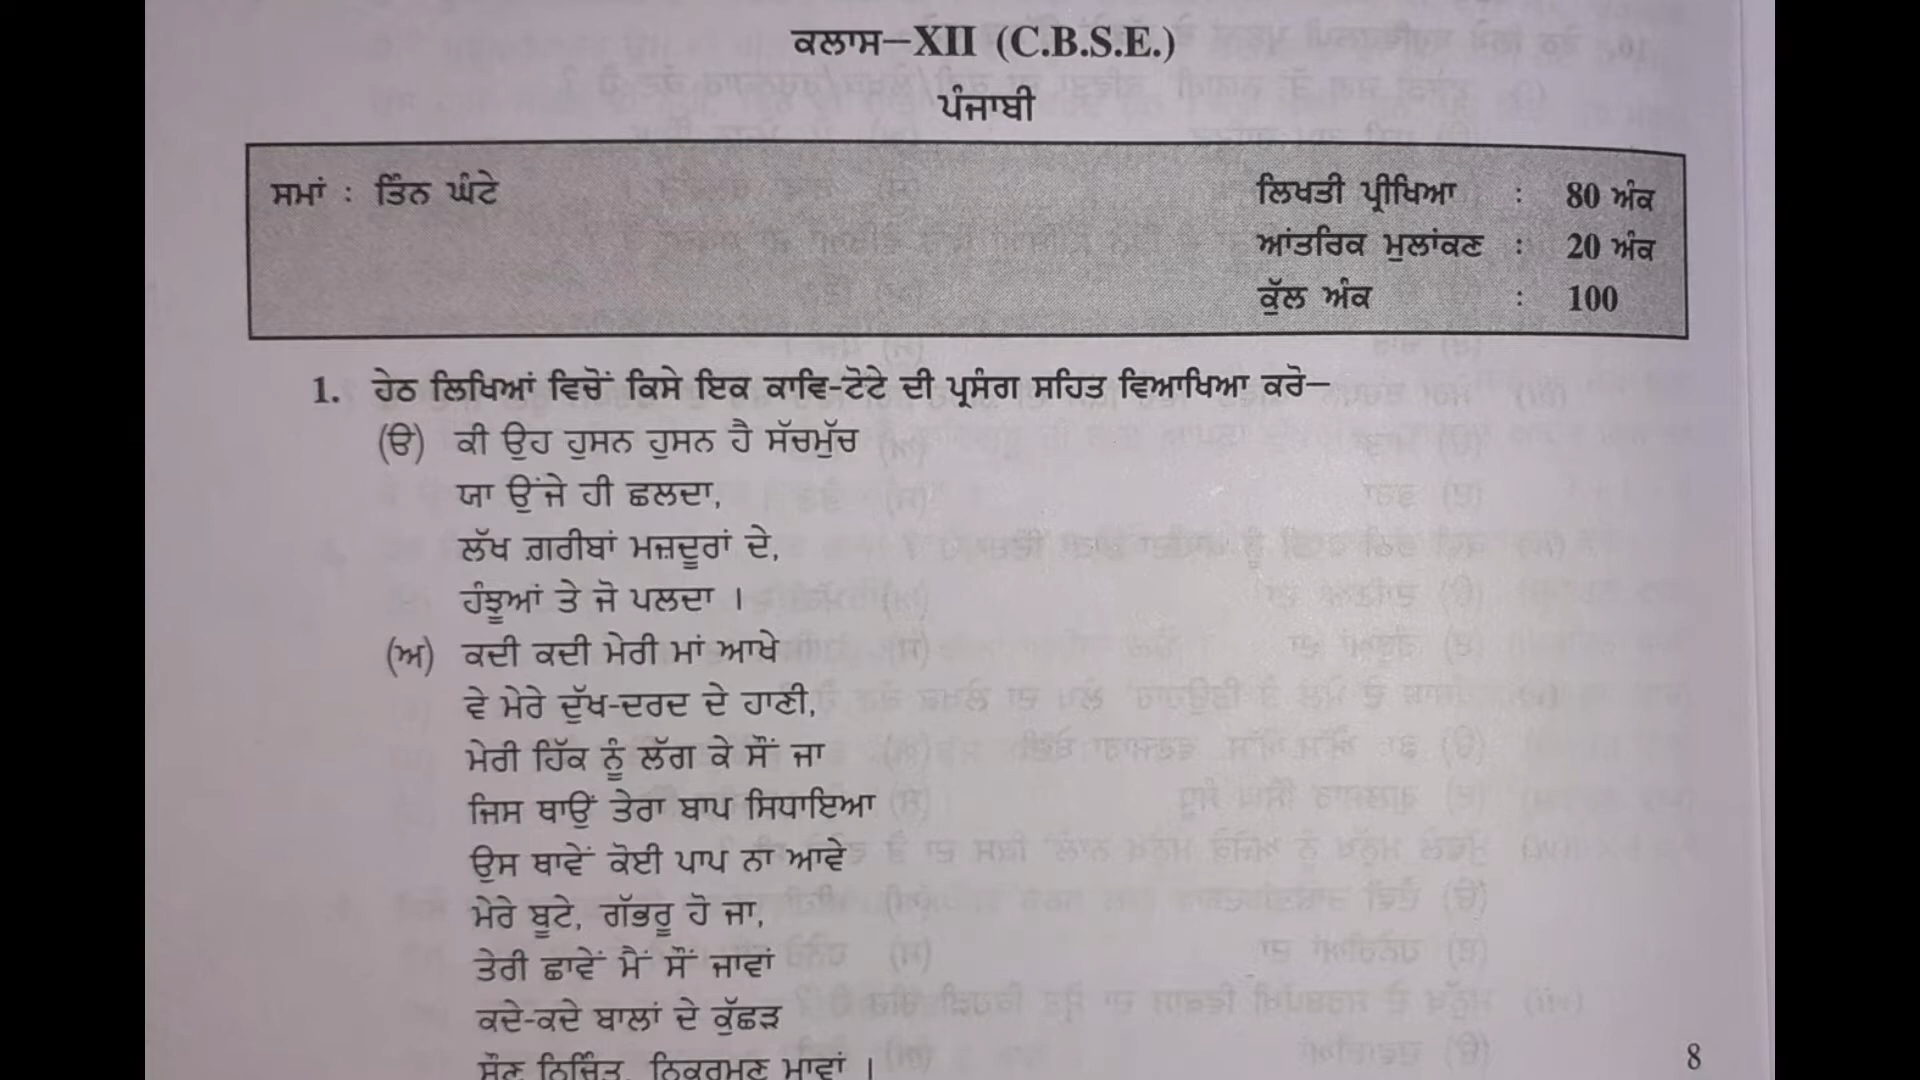 ਕਲਾਸ–XII (C.B.S.E.)
ਪੰਜਾਬੀ
ਸਮਾਂ : ਤਿੰਨ ਘੰਟੇ
ਲਿਖਤੀ ਪ੍ਰੀਖਿਆ : 80 ਅੰਕ
ਆਂਤਰਿਕ ਮੁਲਾਂਕਣ : 20 ਅੰਕ
ਕੁੱਲ ਅੰਕ : 100
1. ਹੇਠ ਲਿਖਿਆਂ ਵਿਚੋਂ ਕਿਸੇ ਇਕ ਕਾਵਿ-ਟੋਟੇ ਦੀ ਪ੍ਰਸੰਗ ਸਹਿਤ ਵਿਆਖਿਆ ਕਰੋ–
(ੳ) ਕੀ ਉਹ ਹੁਸਨ ਹੁਸਨ ਹੈ ਸੱਚਮੁੱਚ
ਯਾ ਉਂਜੇ ਹੀ ਛਲਦਾ,
ਲੱਖ ਗ਼ਰੀਬਾਂ ਮਜ਼ਦੂਰਾਂ ਦੇ,
ਹੰਝੂਆਂ ਤੇ ਜੋ ਪਲਦਾ ।
(ਅ) ਕਦੀ ਕਦੀ ਮੇਰੀ ਮਾਂ ਆਖੇ
ਵੇ ਮੇਰੇ ਦੁੱਖ-ਦਰਦ ਦੇ ਹਾਣੀ,
ਮੇਰੀ ਹਿੱਕ ਨੂੰ ਲੱਗ ਕੇ ਸੌਂ ਜਾ
ਜਿਸ ਥਾਉਂ ਤੇਰਾ ਬਾਪ ਸਿਧਾਇਆ
ਉਸ ਥਾਵੇਂ ਕੋਈ ਪਾਪ ਨਾ ਆਵੇ
ਮੇਰੇ ਬੂਟੇ, ਗੱਭਰੂ ਹੋ ਜਾ,
ਤੇਰੀ ਛਾਵੇਂ ਮੈਂ ਸੌਂ ਜਾਵਾਂ
ਕਦੇ-ਕਦੇ ਬਾਲਾਂ ਦੇ ਕੁੱਛੜ
ਸੌਣ ਨਿਚਿੰਤ, ਨਿਕਰਮਣ ਮਾਵਾਂ ।
8